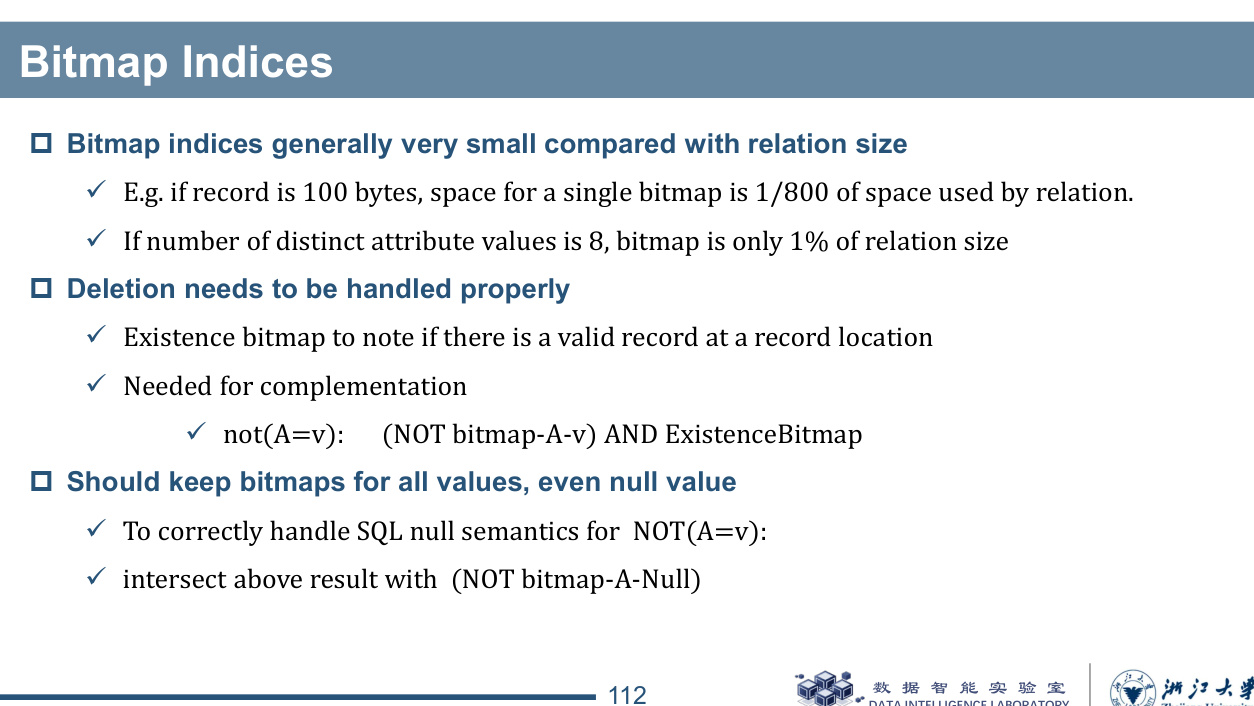 Bitmap Indices
Bitmap indices generally very small compared with relation size
E.g. if record is 100 bytes, space for a single bitmap is 1/800 of space used by relation.
If number of distinct attribute values is 8, bitmap is only 1% of relation size
Deletion needs to be handled properly
Existence bitmap to note if there is a valid record at a record location
Needed for complementation
not(A=v): (NOT bitmap-A-v) AND ExistenceBitmap
Should keep bitmaps for all values, even null value
To correctly handle SQL null semantics for NOT(A=v):
intersect above result with (NOT bitmap-A-Null)
112
数据智能实验室
DATA INTELLIGENCE LABORATORY
浙江大学